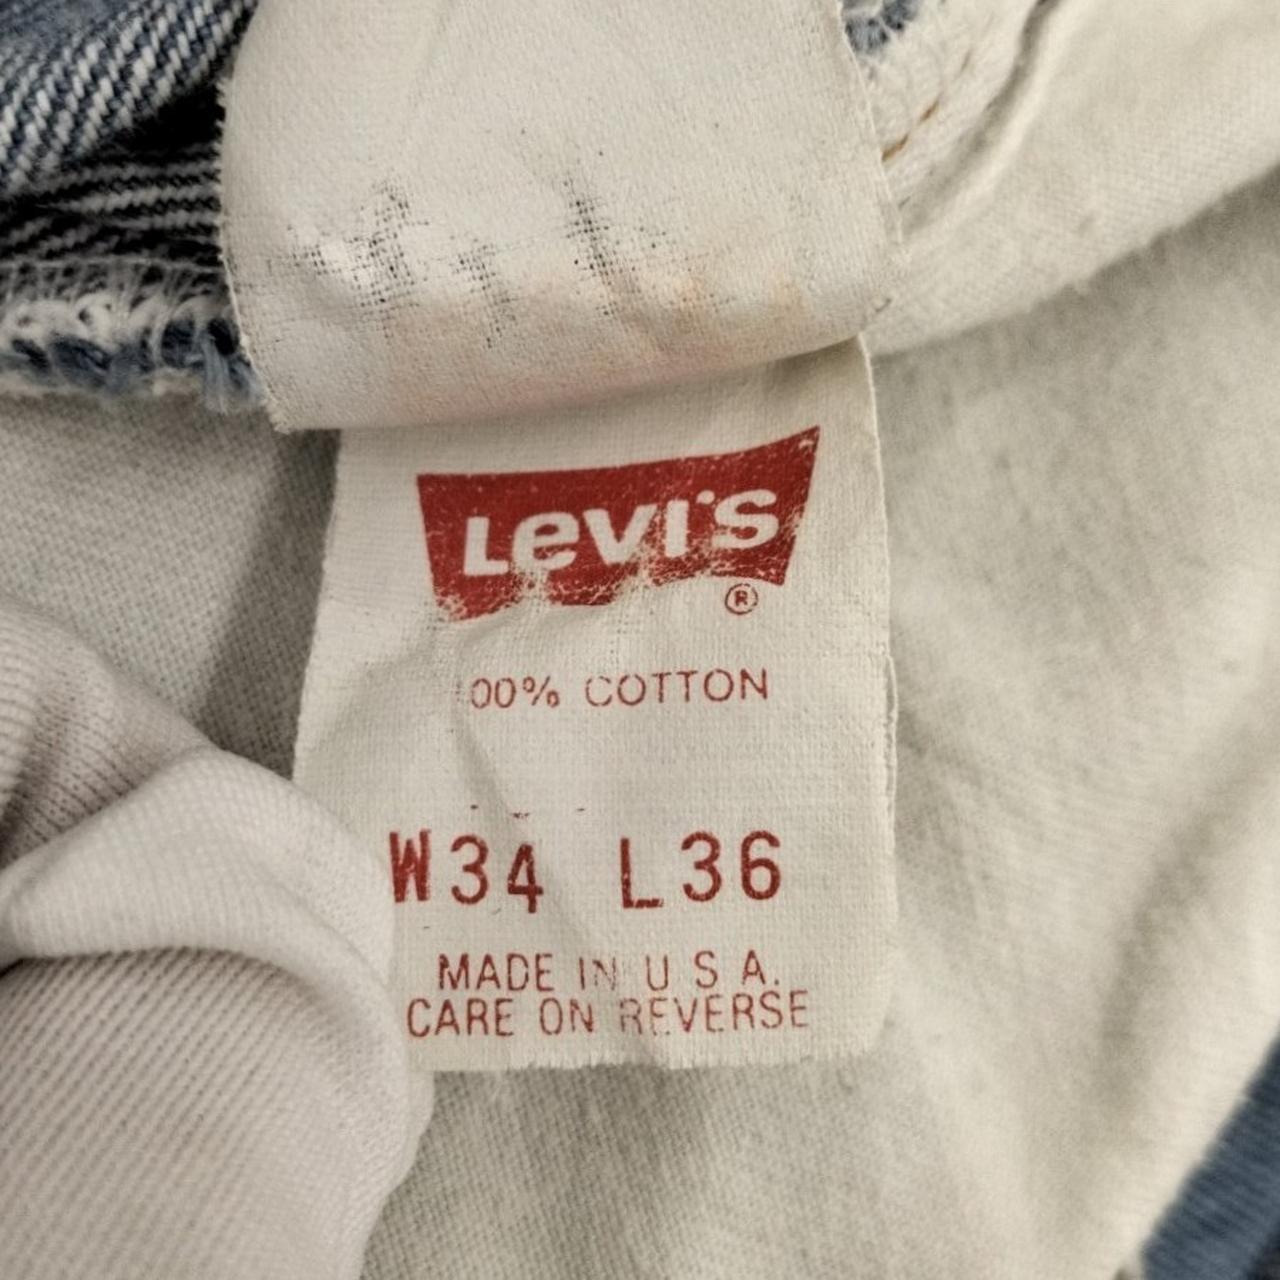 Levi's
®
00% COTTON
W34 L36
MADE IN U S A.
CARE ON REVERSE